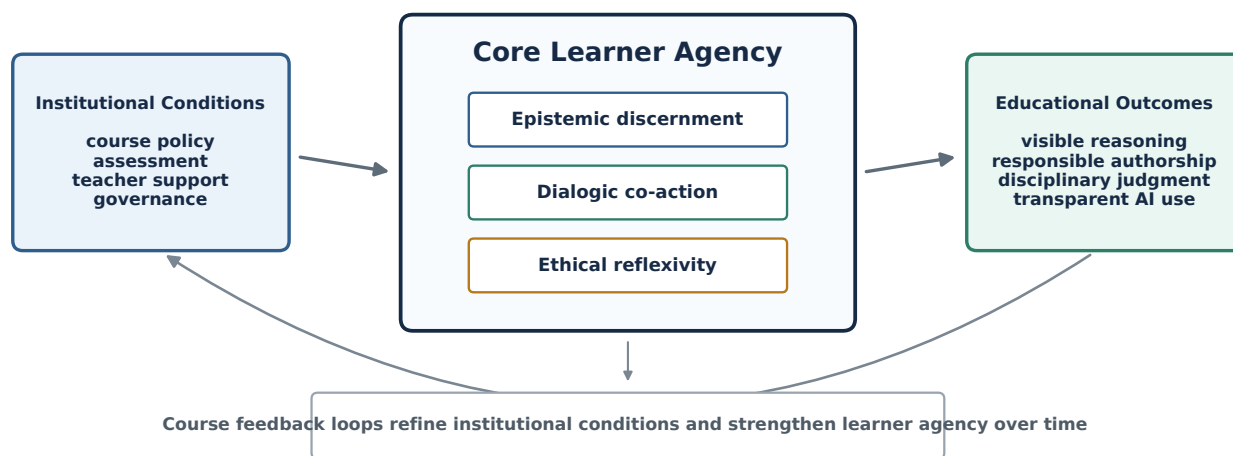 Institutional Conditions
course policy
assessment
teacher support
governance
Core Learner Agency
Epistemic discernment
Dialogic co-action
Ethical reflexivity
Educational Outcomes
visible reasoning
responsible authorship
disciplinary judgment
transparent AI use
Course feedback loops refine institutional conditions and strengthen learner agency over time